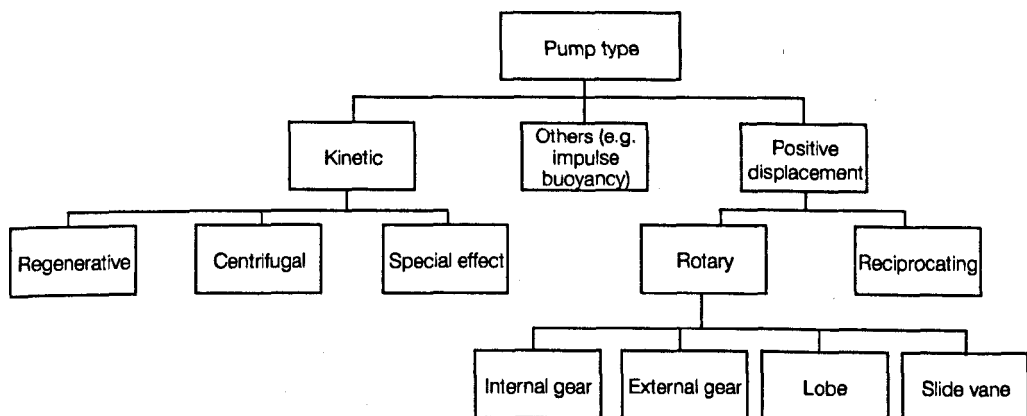 Pump type
Kinetic
Others (e.g.
impulse
buoyancy)
Positive
displacement
Regenerative
Centrifugal
Special effect
Rotary
Reciprocating
Internal gear
External gear
Lobe
Slide vane